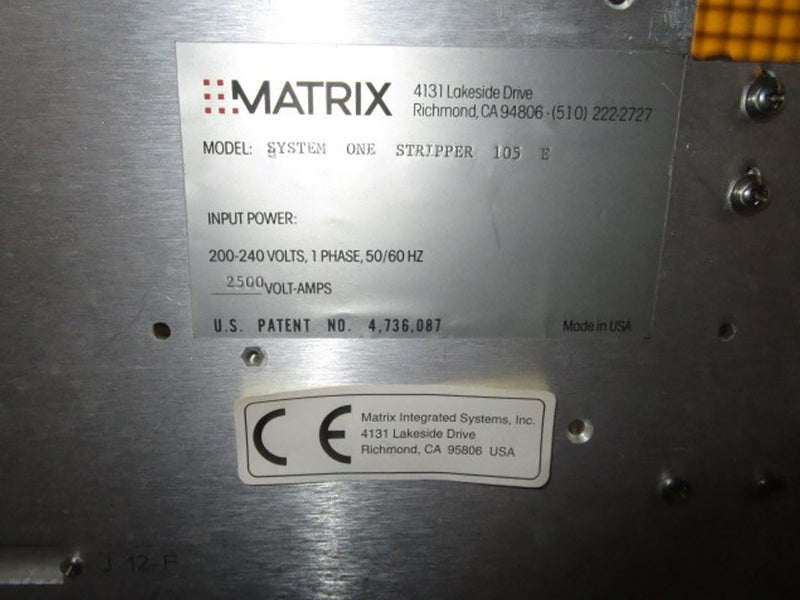 MATRIX
4131 Lakeside Drive
Richmond, CA 94806 · (510) 222-2727
MODEL: SYSTEM ONE STRIPPER 105 E
INPUT POWER:
200-240 VOLTS, 1 PHASE, 50/60 HZ
2500 VOLT-AMPS
U.S. PATENT NO. 4,736,087
Made in USA
CE
Matrix Integrated Systems, Inc.
4131 Lakeside Drive
Richmond, CA 95806 USA
J 12-F